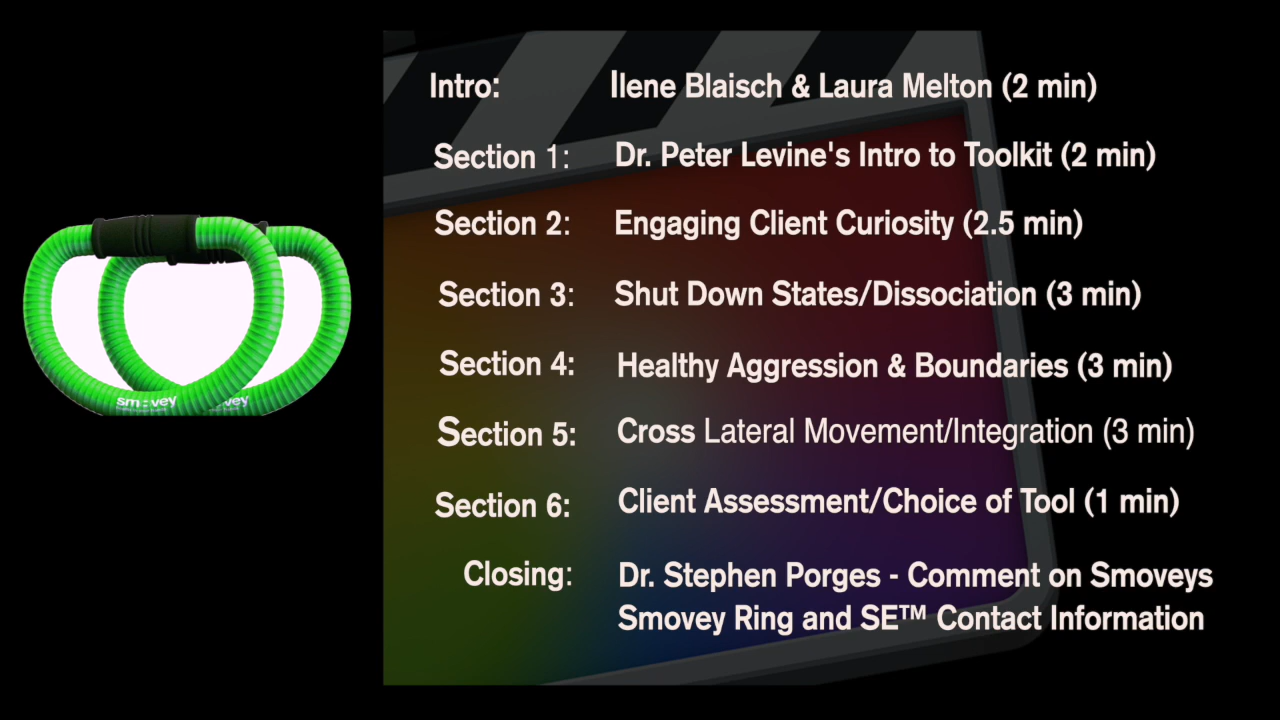 Intro: Ilene Blaisch & Laura Melton (2 min)
Section 1: Dr. Peter Levine's Intro to Toolkit (2 min)
Section 2: Engaging Client Curiosity (2.5 min)
Section 3: Shut Down States/Dissociation (3 min)
Section 4: Healthy Aggression & Boundaries (3 min)
Section 5: Cross Lateral Movement/Integration (3 min)
Section 6: Client Assessment/Choice of Tool (1 min)
Closing: Dr. Stephen Porges - Comment on Smoveys
Smovey Ring and SE™ Contact Information
smovey
vey